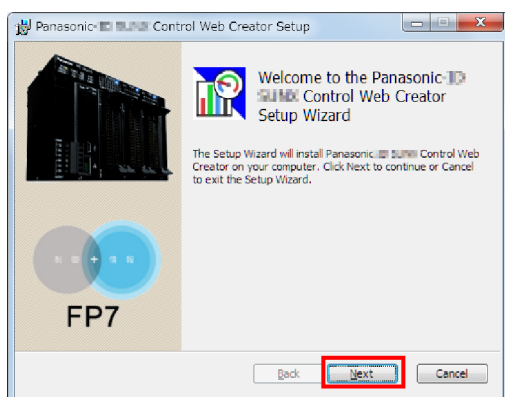 Panasonic- Control Web Creator Setup
Welcome to the Panasonic-
Control Web Creator
Setup Wizard
The Setup Wizard will install Panasonic Control Web
Creator on your computer. Click Next to continue or Cancel
to exit the Setup Wizard.
+
FP7
Back Next Cancel